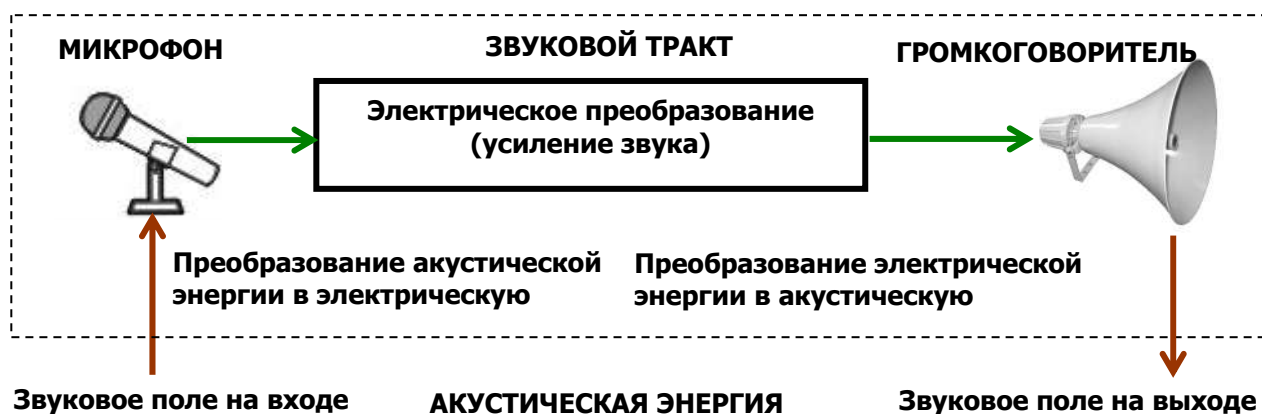 МИКРОФОН
ЗВУКОВОЙ ТРАКТ
ГРОМКОГОВОРИТЕЛЬ
Электрическое преобразование
(усиление звука)
Преобразование акустической
энергии в электрическую
Преобразование электрической
энергии в акустическую
Звуковое поле на входе
АКУСТИЧЕСКАЯ ЭНЕРГИЯ
Звуковое поле на выходе